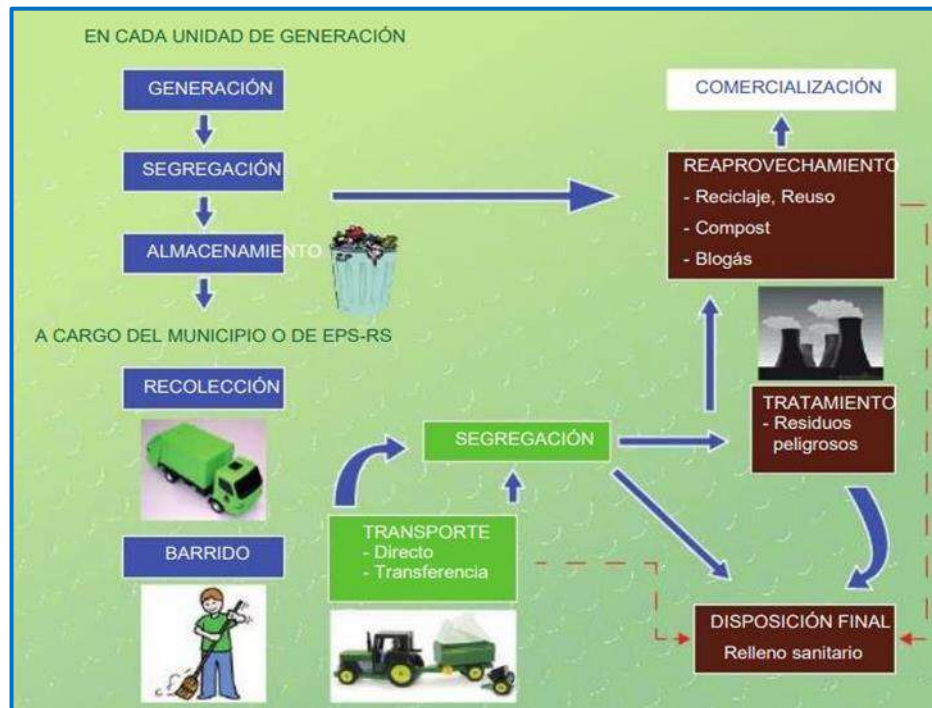 EN CADA UNIDAD DE GENERACIÓN
GENERACIÓN
SEGREGACIÓN
ALMACENAMIENTO
A CARGO DEL MUNICIPIO O DE EPS-RS
RECOLECCIÓN
BARRIDO
TRANSPORTE
- Directo
- Transferencia
SEGREGACIÓN
COMERCIALIZACIÓN
REAPROVECHAMIENTO
- Reciclaje, Reuso
- Compost
- Blogás
TRATAMIENTO
- Residuos
peligrosos
DISPOSICIÓN FINAL
Relleno sanitario